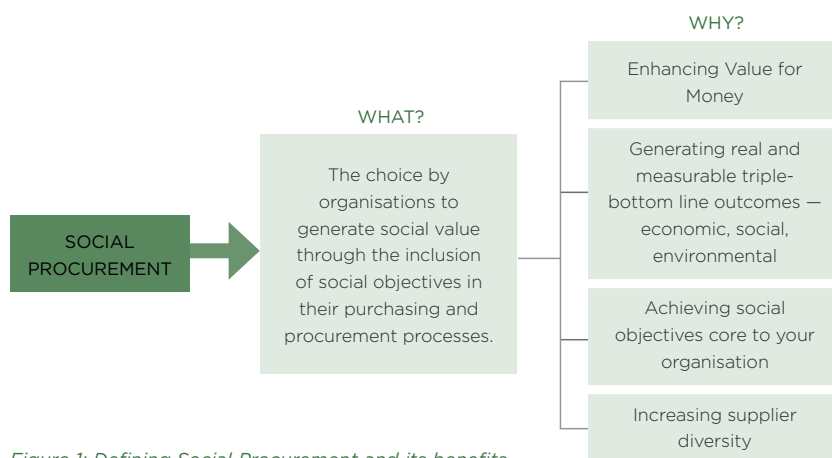 SOCIAL
PROCUREMENT
WHAT?
The choice by
organisations to
generate social value
through the inclusion
of social objectives in
their purchasing and
procurement processes.
WHY?
Enhancing Value for
Money
Generating real and
measurable triple-
bottom line outcomes —
economic, social,
environmental
Achieving social
objectives core to your
organisation
Increasing supplier
diversity
Figure 1: Defining Social Procurement and its benefits